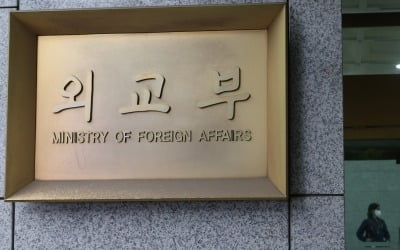 외교부
MINISTRY OF FOREIGN AFFAIRS